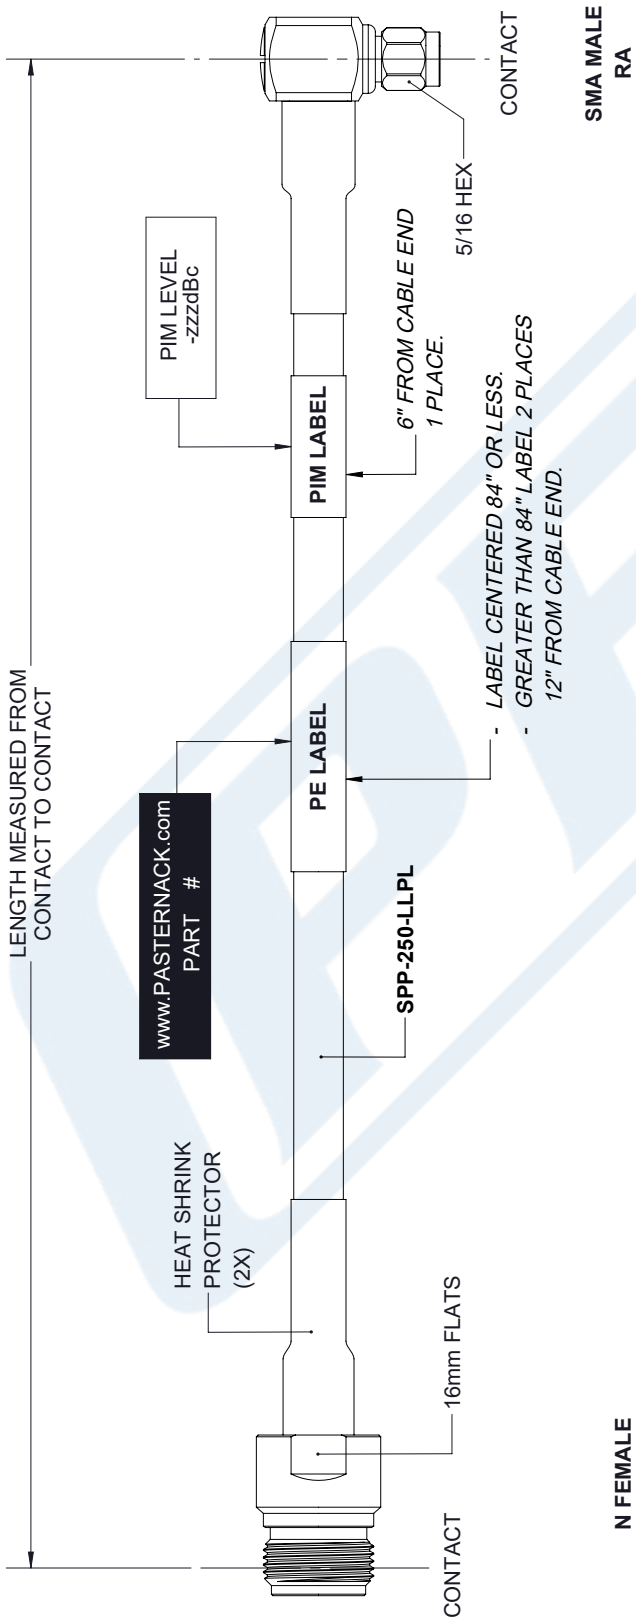 LENGTH MEASURED FROM
CONTACT TO CONTACT
www.PASTERNACK.com
PART #
PIM LEVEL
-zzzdBc
HEAT SHRINK
PROTECTOR
(2X)
PE LABEL
PIM LABEL
SPP-250-LLPL
6" FROM CABLE END
1 PLACE.
5/16 HEX
16mm FLATS
- LABEL CENTERED 84" OR LESS.
- GREATER THAN 84" LABEL 2 PLACES
12" FROM CABLE END.
CONTACT
CONTACT
N FEMALE
SMA MALE
RA